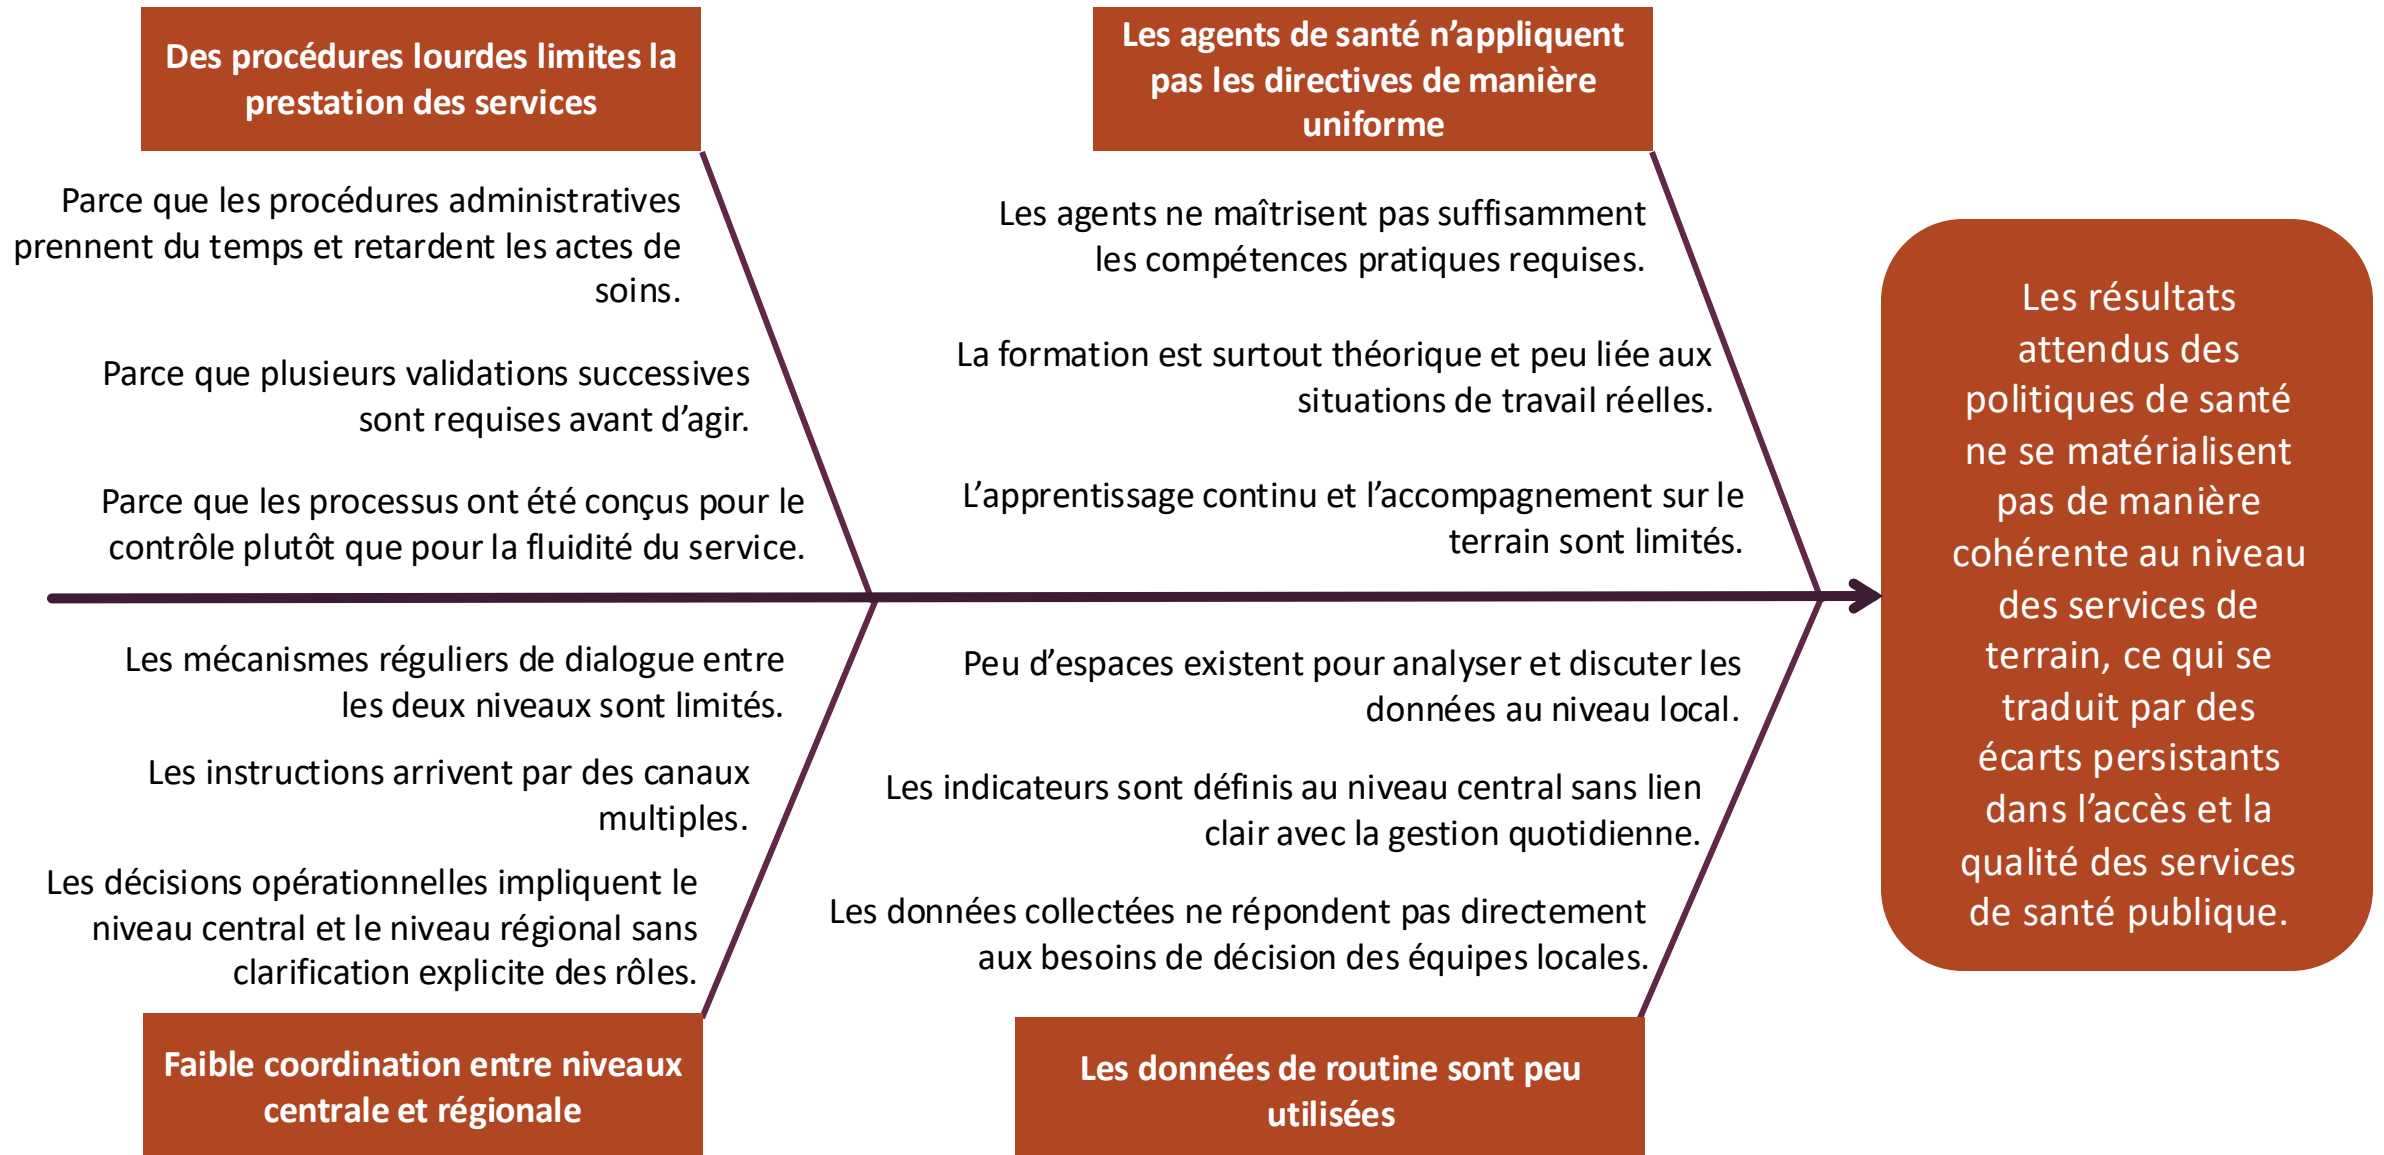 Des procédures lourdes limites la
prestation des services
Les agents de santé n’appliquent
pas les directives de manière
uniforme
Parce que les procédures administratives
prennent du temps et retardent les actes de
soins.
Parce que plusieurs validations successives
sont requises avant d’agir.
Parce que les processus ont été conçus pour le
contrôle plutôt que pour la fluidité du service.
Les agents ne maîtrisent pas suffisamment
les compétences pratiques requises.
La formation est surtout théorique et peu liée aux
situations de travail réelles.
L’apprentissage continu et l’accompagnement sur le
terrain sont limités.
Les mécanismes réguliers de dialogue entre
les deux niveaux sont limités.
Les instructions arrivent par des canaux
multiples.
Les décisions opérationnelles impliquent le
niveau central et le niveau régional sans
clarification explicite des rôles.
Faible coordination entre niveaux
centrale et régionale
Peu d’espaces existent pour analyser et discuter les
données au niveau local.
Les indicateurs sont définis au niveau central sans lien
clair avec la gestion quotidienne.
Les données collectées ne répondent pas directement
aux besoins de décision des équipes locales.
Les données de routine sont peu
utilisées
Les résultats
attendus des
politiques de santé
ne se matérialisent
pas de manière
cohérente au niveau
des services de
terrain, ce qui se
traduit par des
écarts persistants
dans l’accès et la
qualité des services
de santé publique.